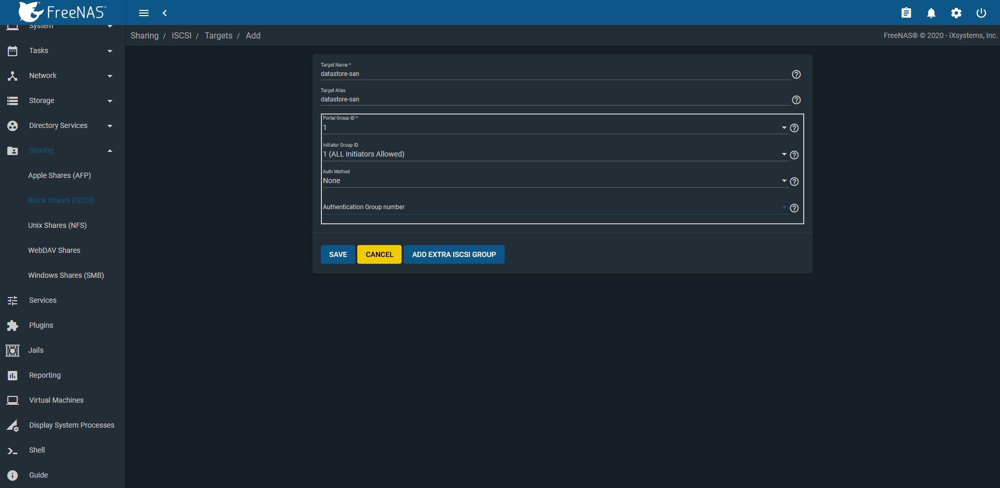 FreeNAS™
System
Tasks
Network
Storage
Directory Services
Sharing
Apple Shares (AFP)
Block Shares (iSCSI)
Unix Shares (NFS)
WebDAV Shares
Windows Shares (SMB)
Services
Plugins
Jails
Reporting
Virtual Machines
Display System Processes
Shell
Guide
Sharing / iSCSI / Targets / Add
FreeNAS® © 2020 - iXsystems, Inc.
Target Name *
datastore-san
Target Alias
datastore-san
Portal Group ID *
1
Initiator Group ID
1 (ALL Initiators Allowed)
Auth Method
None
Authentication Group number
SAVE CANCEL ADD EXTRA ISCSI GROUP